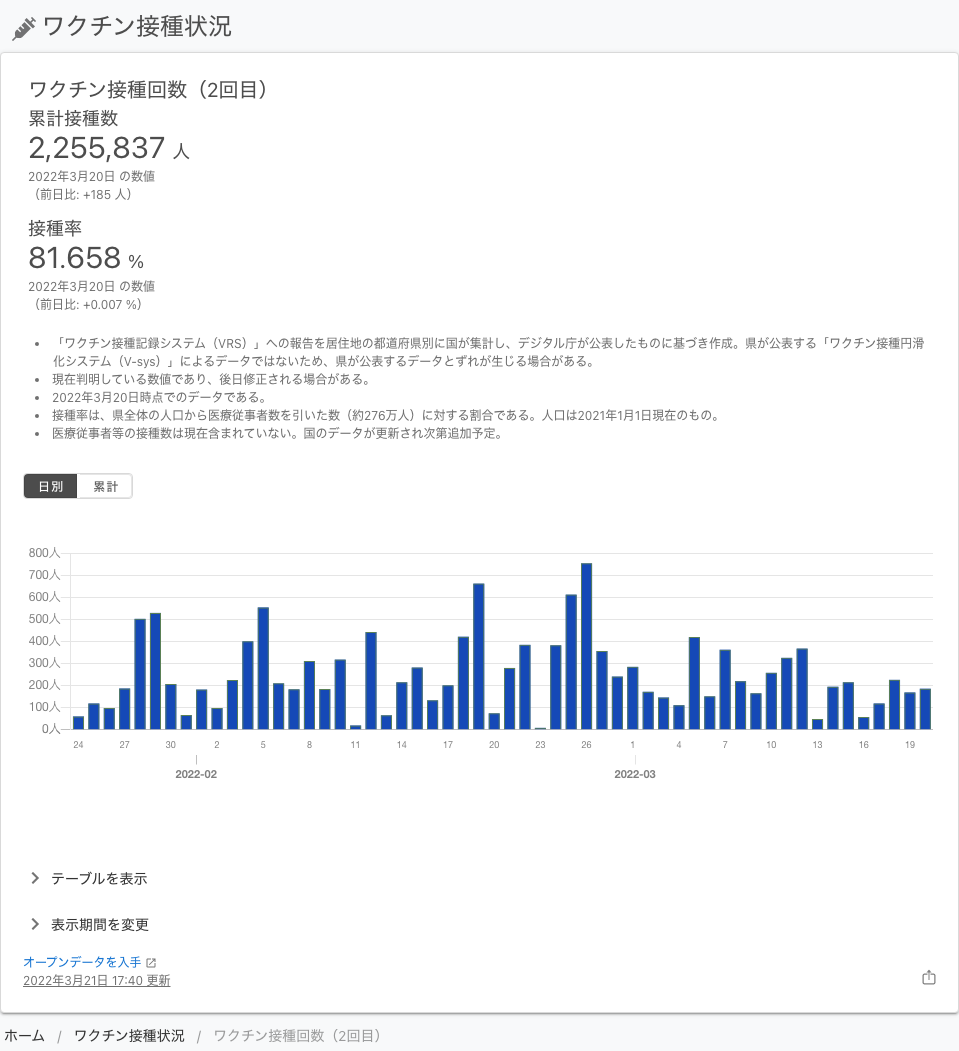 ワクチン接種状況
ワクチン接種回数（2回目）
累計接種数
2,255,837 人
2022年3月20日 の数値
（前日比: +185 人）
接種率
81.658 %
2022年3月20日 の数値
（前日比: +0.007 %）
• 「ワクチン接種記録システム（VRS）」への報告を居住地の都道府県別に国が集計し、デジタル庁が公表したものに基づき作成。県が公表する「ワクチン接種円滑
化システム（V-sys）」によるデータではないため、県が公表するデータとずれが生じる場合がある。
• 現在判明している数値であり、後日修正される場合がある。
• 2022年3月20日時点でのデータである。
• 接種率は、県全体の人口から医療従事者数を引いた数（約276万人）に対する割合である。人口は2021年1月1日現在のもの。
• 医療従事者等の接種数は現在含まれていない。国のデータが更新され次第追加予定。
日別 累計
800人
700人
600人
500人
400人
300人
200人
100人
0人
24 27 30 2 5 8 11 14 17 20 23 26 1 4 7 10 13 16 19
2022-02 2022-03
テーブルを表示
表示期間を変更
オープンデータを入手
2022年3月21日 17:40 更新
ホーム / ワクチン接種状況 / ワクチン接種回数（2回目）